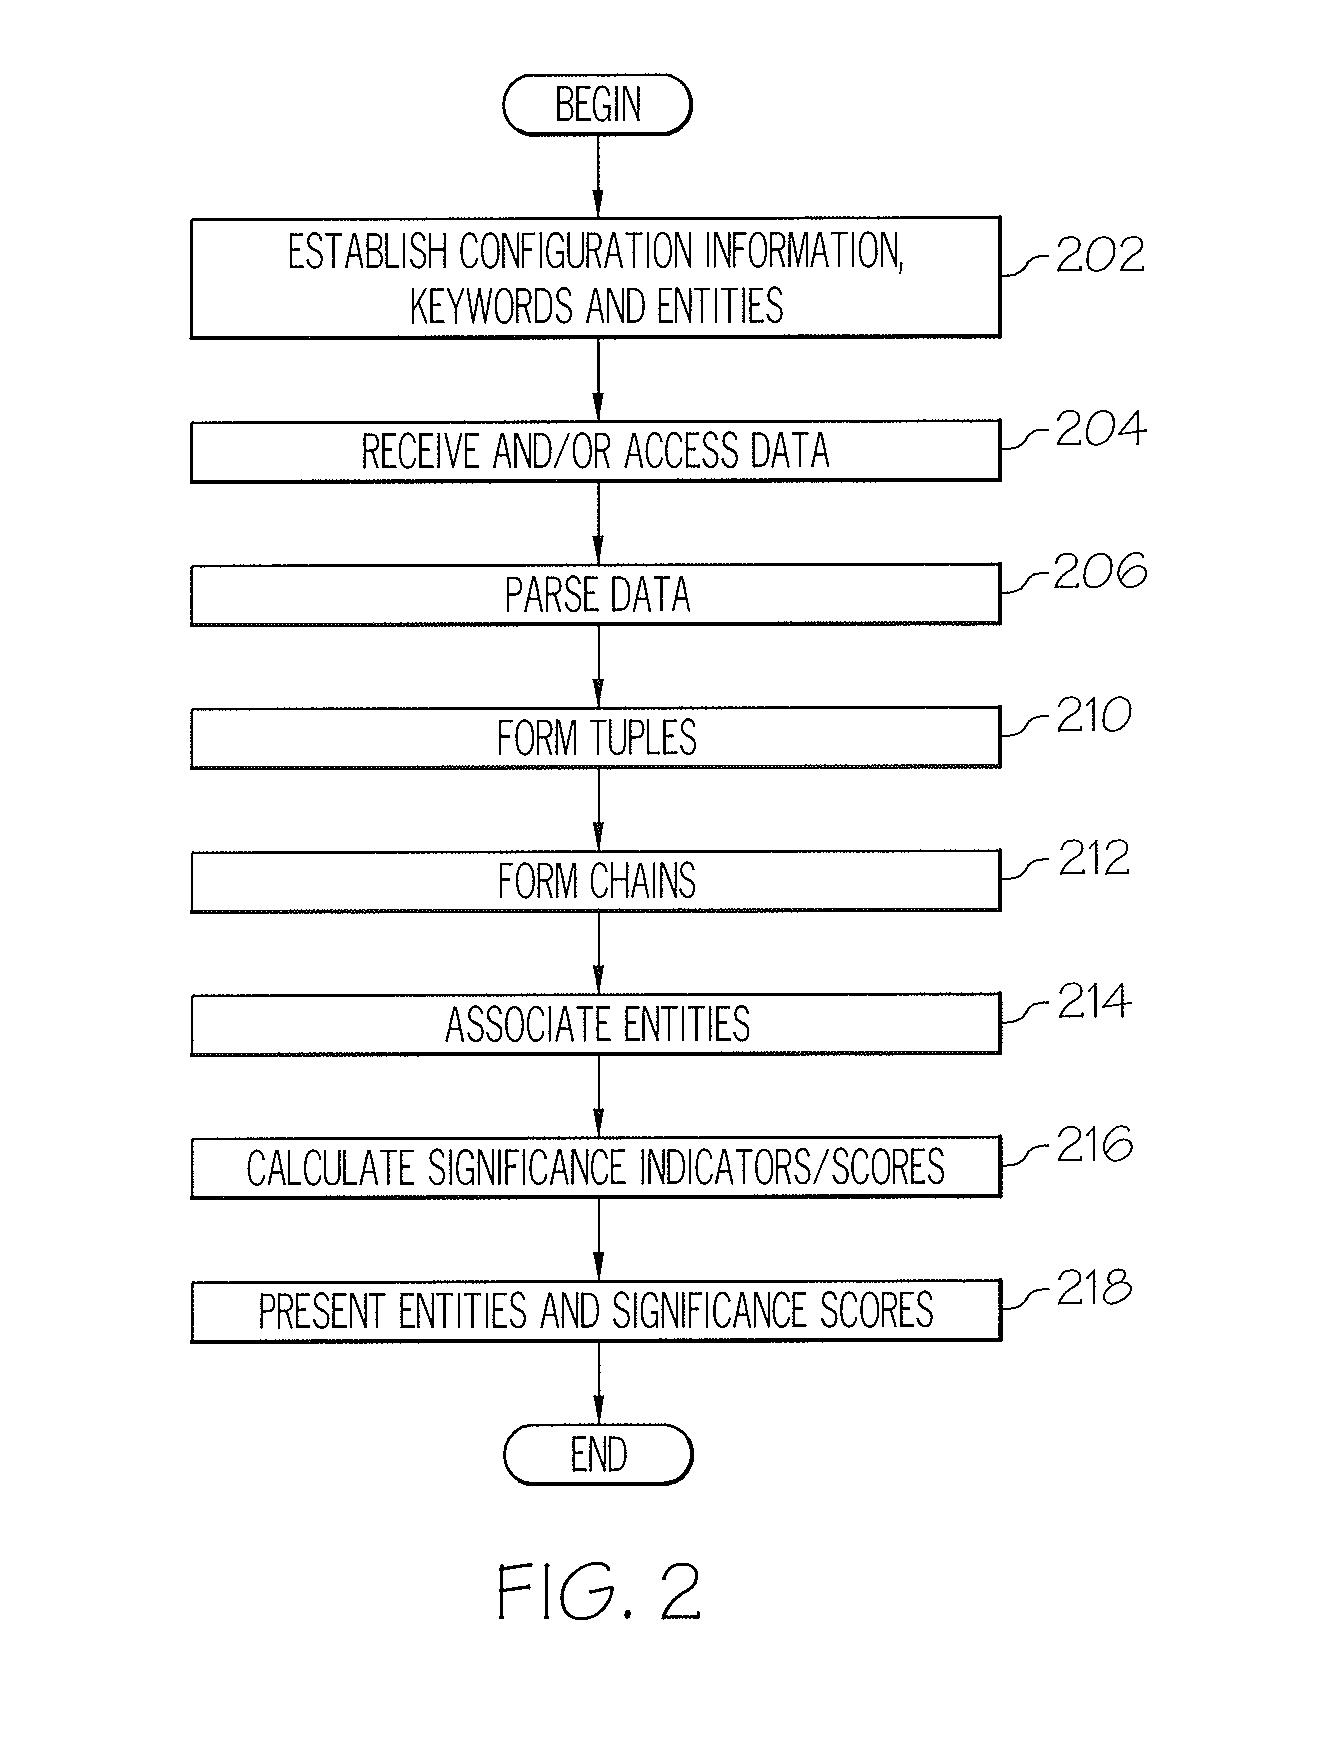 BEGIN
ESTABLISH CONFIGURATION INFORMATION,
KEYWORDS AND ENTITIES
202
RECEIVE AND/OR ACCESS DATA
204
PARSE DATA
206
FORM TUPLES
210
FORM CHAINS
212
ASSOCIATE ENTITIES
214
CALCULATE SIGNIFICANCE INDICATORS/SCORES
216
PRESENT ENTITIES AND SIGNIFICANCE SCORES
218
END
FIG. 2